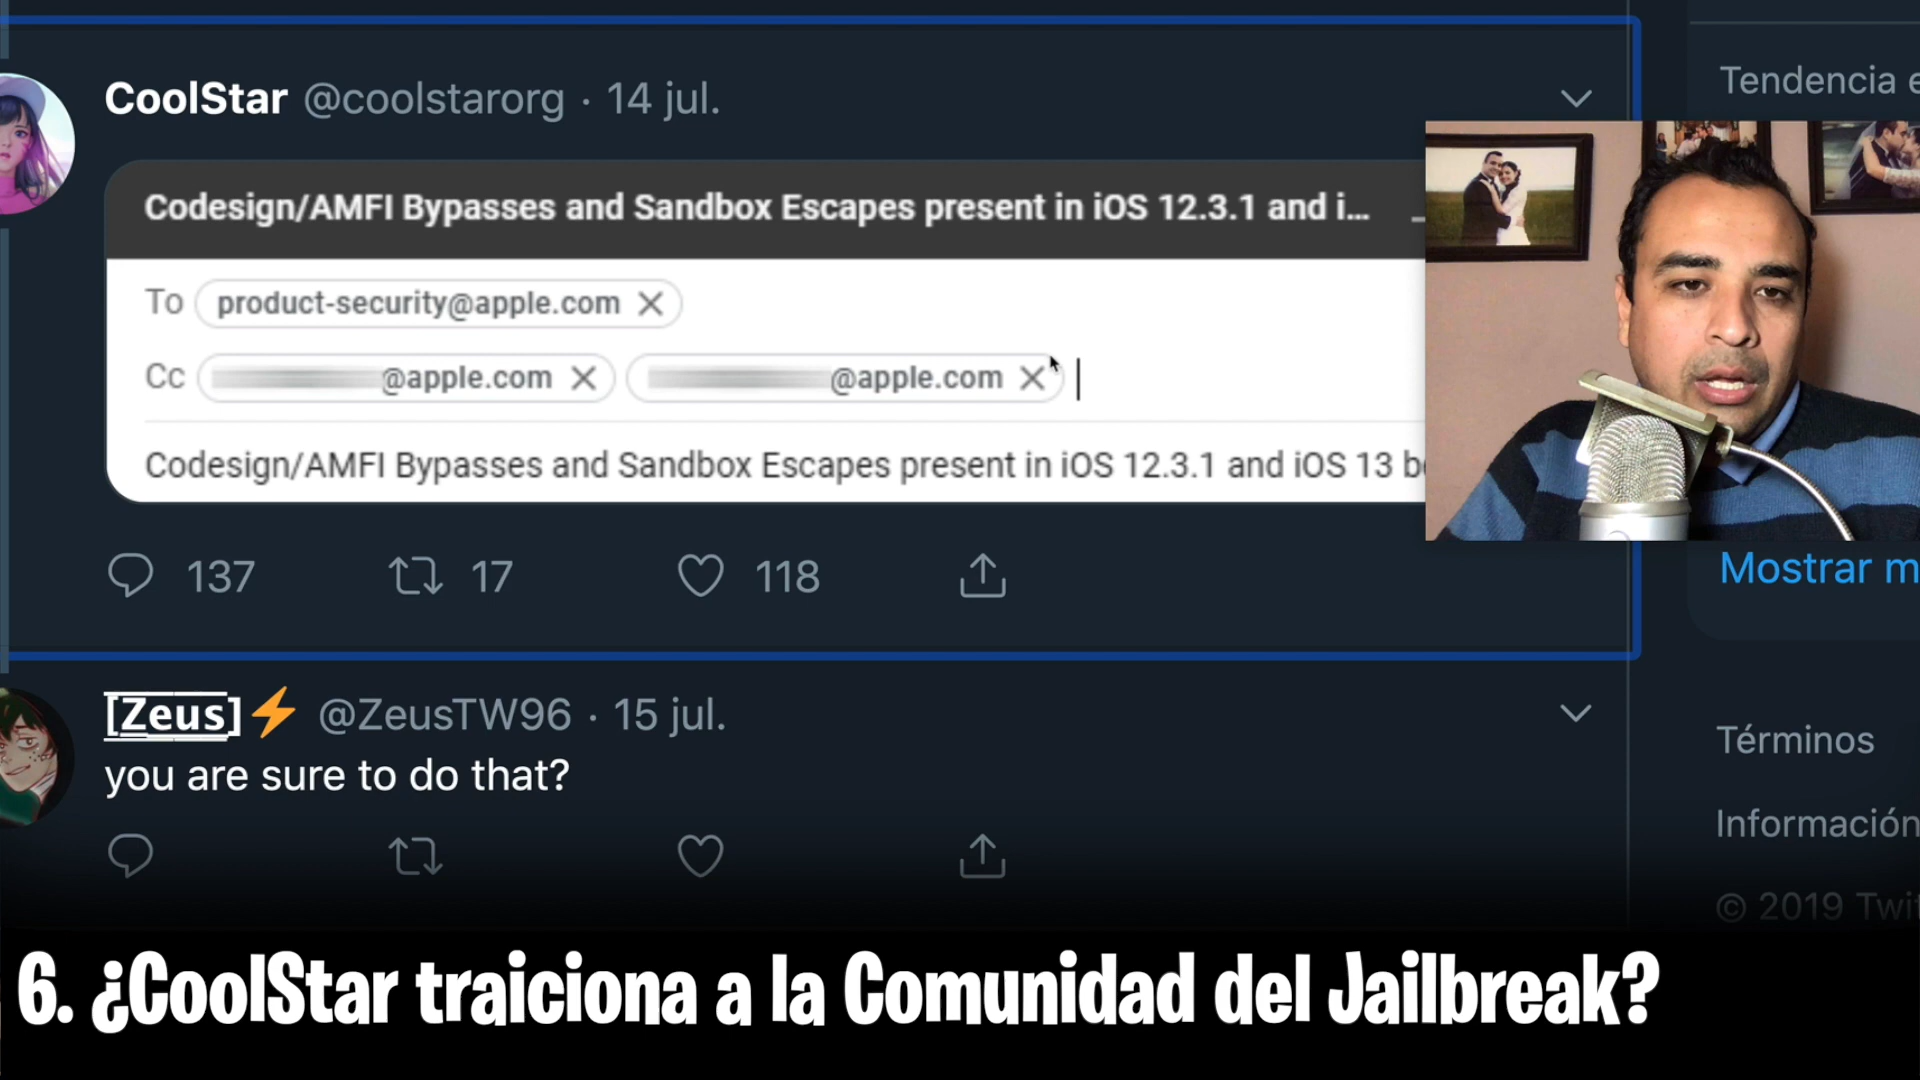 CoolStar @coolstarorg · 14 jul.
Codesign/AMFI Bypasses and Sandbox Escapes present in iOS 12.3.1 and i...
To product-security@apple.com
Cc @apple.com @apple.com
Codesign/AMFI Bypasses and Sandbox Escapes present in iOS 12.3.1 and iOS 13
137 17 118
[Zeus]⚡ @ZeusTW96 · 15 jul.
you are sure to do that?
Tendencia
Mostrar
Términos
Información
© 2019
6. ¿CoolStar traiciona a la Comunidad del Jailbreak?